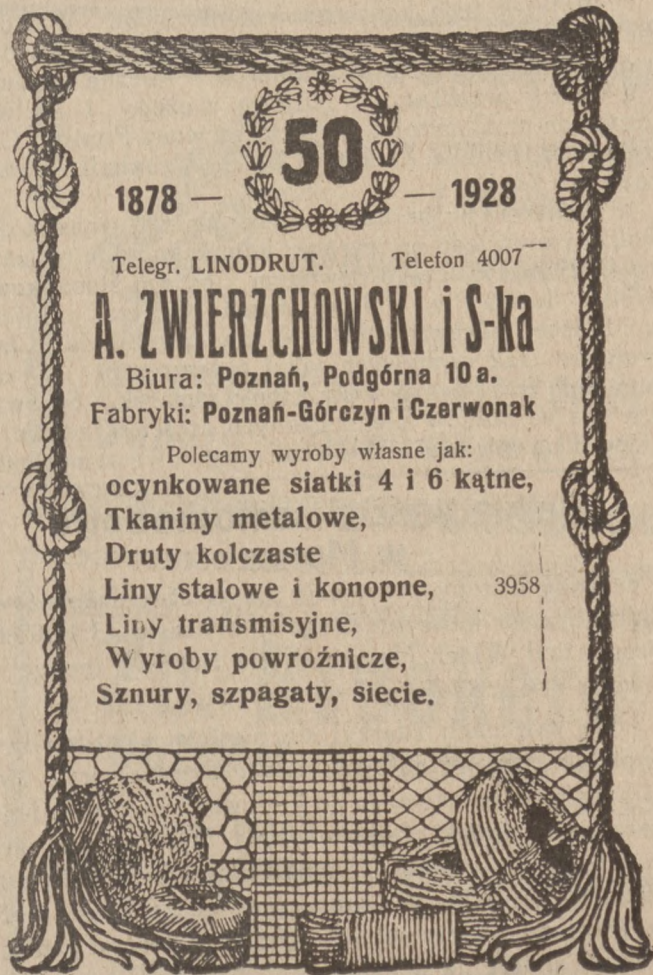 50
1878 — — 1928
Telegr. LINODRUT. Telefon 4007
A. ZWIERZCHOWSKI i S-ka
Biura: Poznań, Podgórna 10a.
Fabryki: Poznań-Górczyn i Czerwonak
Polecamy wyroby własne jak:
ocynkowane siatki 4 i 6 kątne,
Tkaniny metalowe,
Druty kolczaste
Liny stalowe i konopne, 3958
Liny transmisyjne,
Wyroby powroźnicze,
Sznury, szpagaty, siecie.